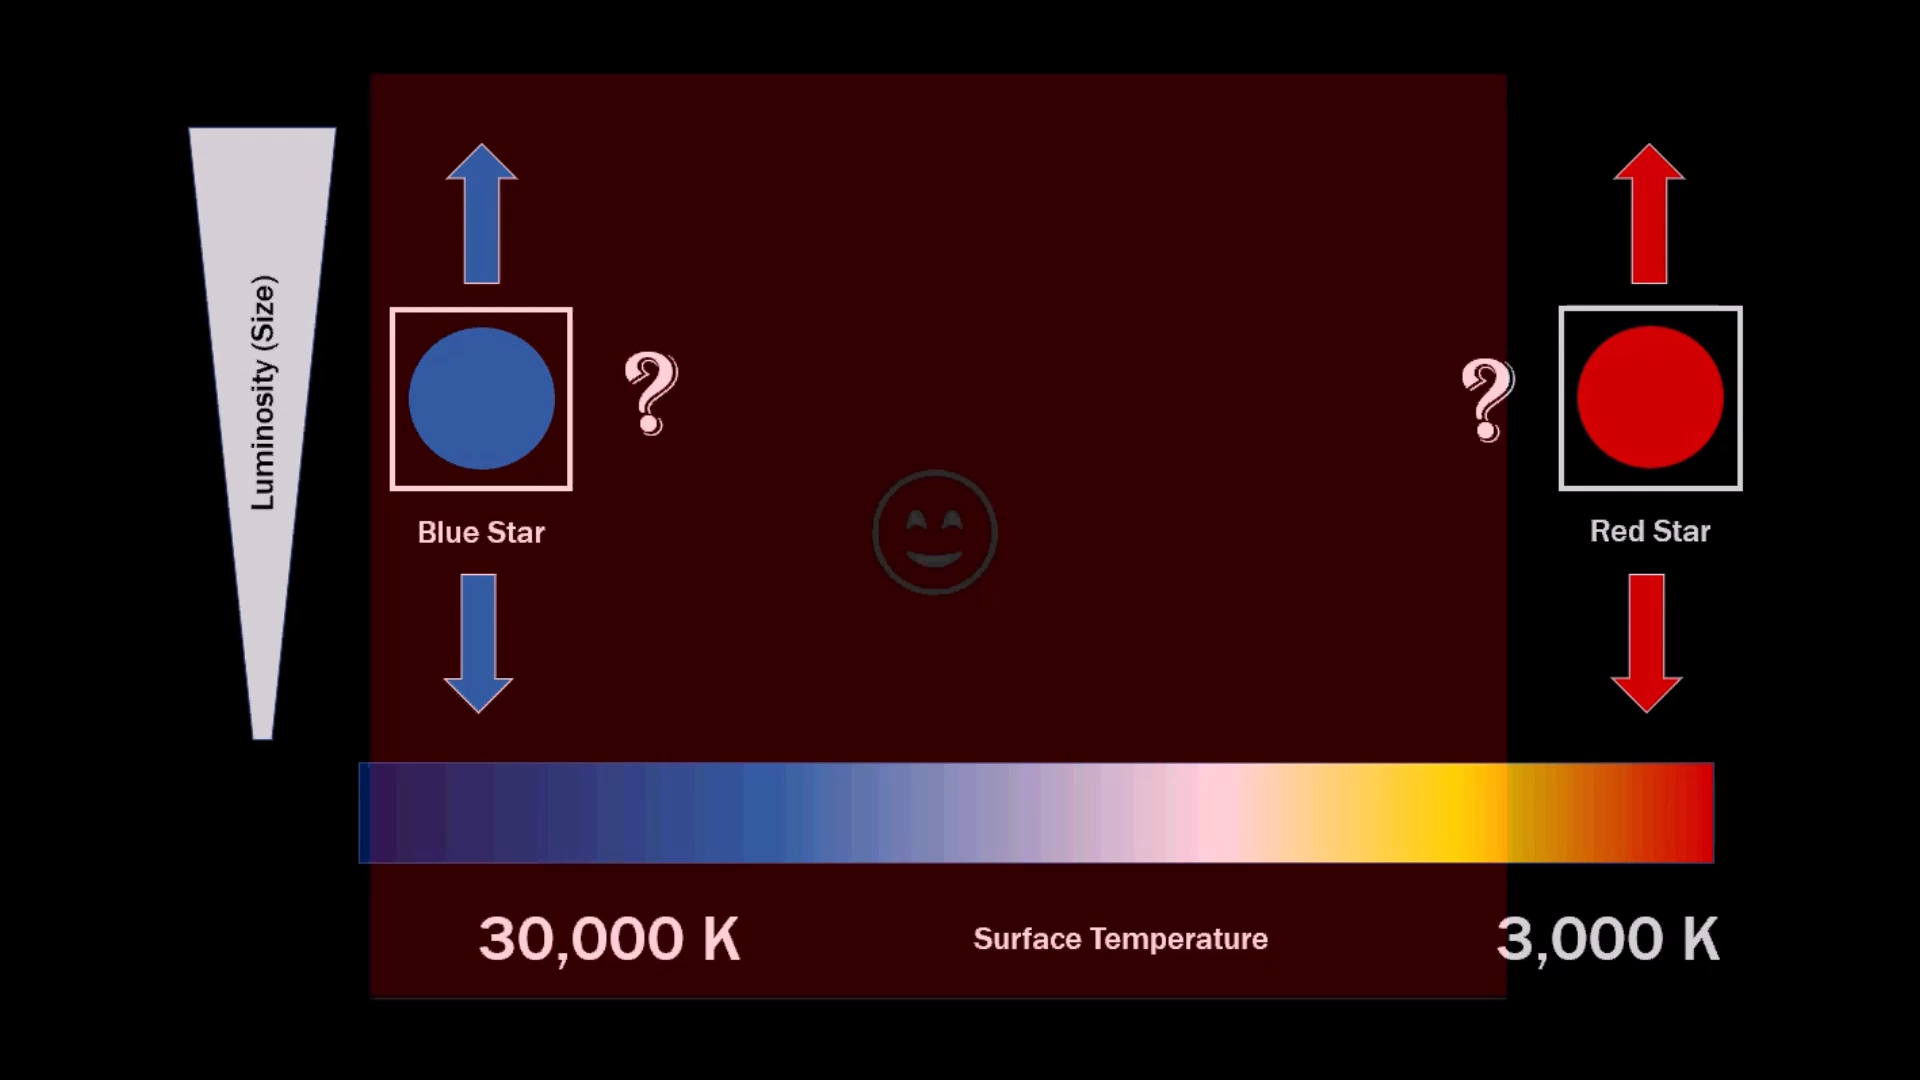 Luminosity (Size)
?
?
Blue Star
Red Star
30,000 K
Surface Temperature
3,000 K